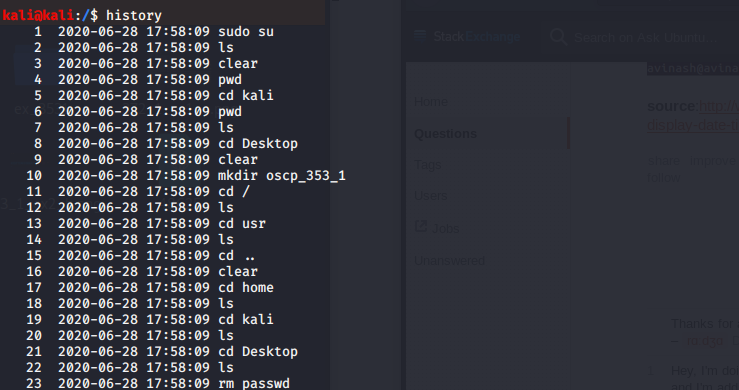 kali@kali:/$ history
1 2020-06-28 17:58:09 sudo su
2 2020-06-28 17:58:09 ls
3 2020-06-28 17:58:09 clear
4 2020-06-28 17:58:09 pwd
5 2020-06-28 17:58:09 cd kali
6 2020-06-28 17:58:09 pwd
7 2020-06-28 17:58:09 ls
8 2020-06-28 17:58:09 cd Desktop
9 2020-06-28 17:58:09 clear
10 2020-06-28 17:58:09 mkdir oscp_353_1
11 2020-06-28 17:58:09 cd /
12 2020-06-28 17:58:09 ls
13 2020-06-28 17:58:09 cd usr
14 2020-06-28 17:58:09 ls
15 2020-06-28 17:58:09 cd ..
16 2020-06-28 17:58:09 clear
17 2020-06-28 17:58:09 cd home
18 2020-06-28 17:58:09 ls
19 2020-06-28 17:58:09 cd kali
20 2020-06-28 17:58:09 ls
21 2020-06-28 17:58:09 cd Desktop
22 2020-06-28 17:58:09 ls
23 2020-06-28 17:58:09 rm passwd
StackExchange
Search on Ask Ubuntu...
Home
Questions
Tags
Users
Jobs
Unanswered
source:http://
display-date-
Thanks for